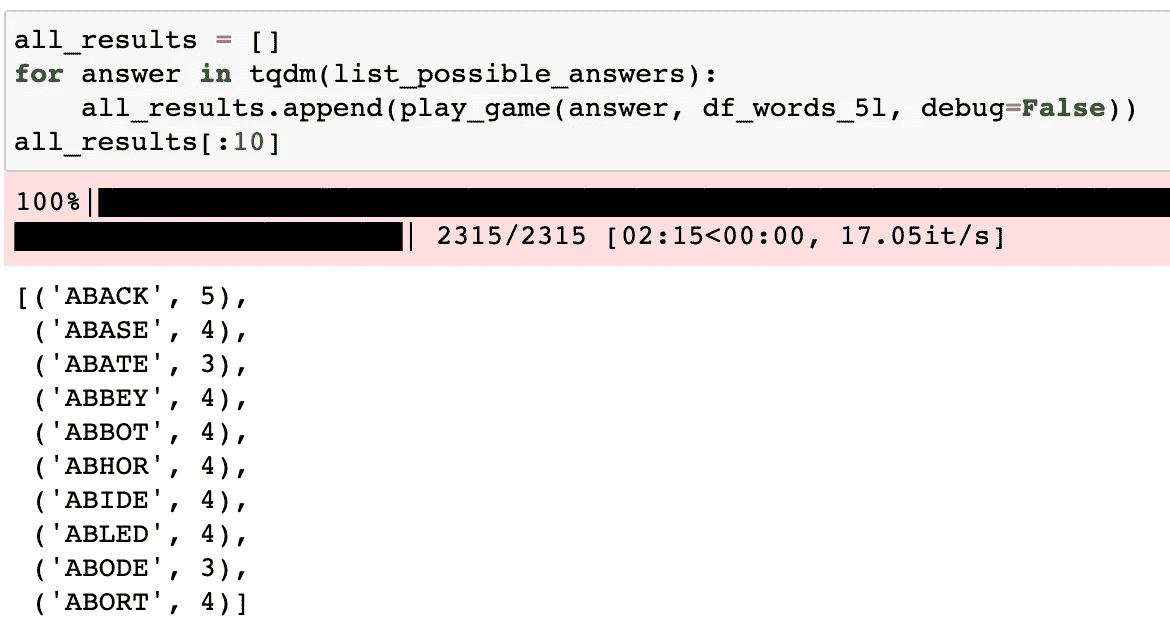 all_results = []
for answer in tqdm(list_possible_answers):
    all_results.append(play_game(answer, df_words_5l, debug=False))
all_results[:10]
100%|
| 2315/2315 [02:15<00:00, 17.05it/s]
[('ABACK', 5),
 ('ABASE', 4),
 ('ABATE', 3),
 ('ABBEY', 4),
 ('ABBOT', 4),
 ('ABHOR', 4),
 ('ABIDE', 4),
 ('ABLED', 4),
 ('ABODE', 3),
 ('ABORT', 4)]